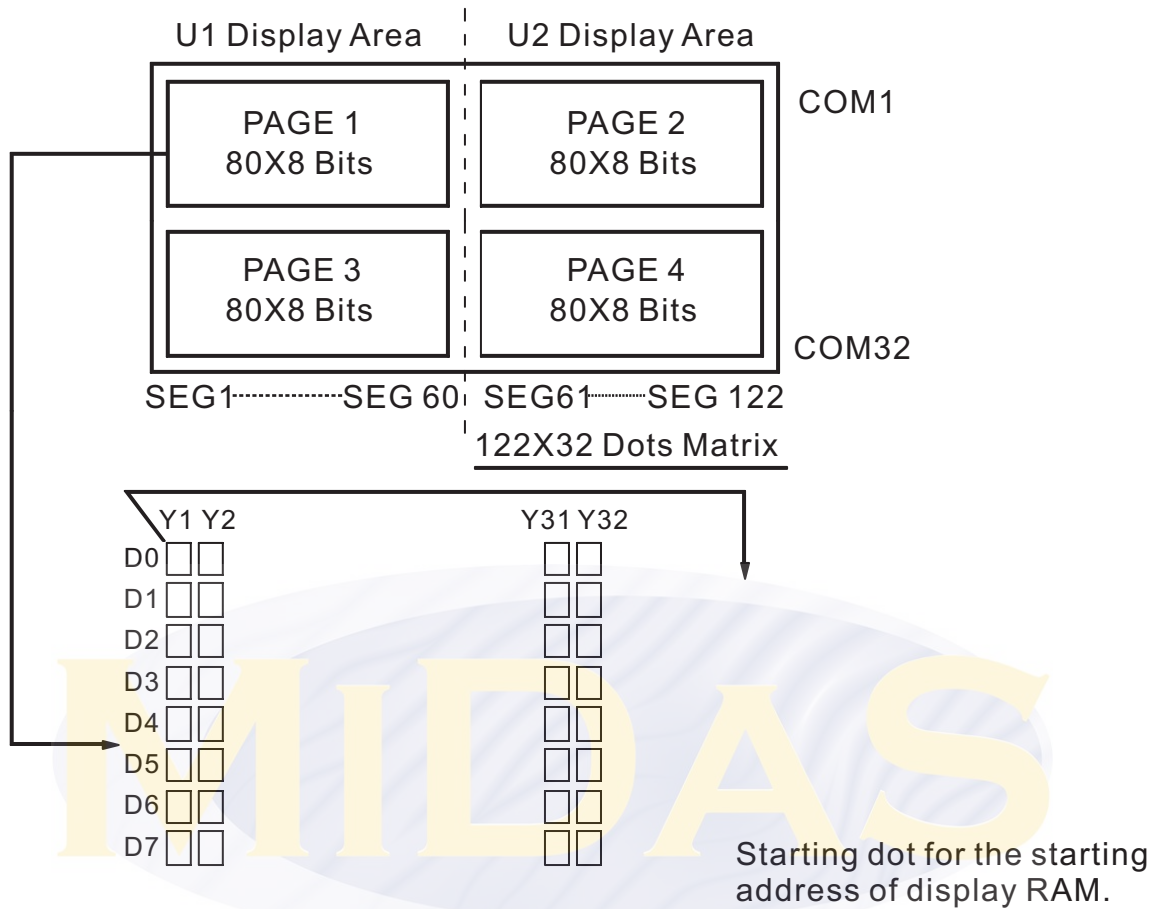 U1 Display Area U2 Display Area
PAGE 1
80X8 Bits
PAGE 2
80X8 Bits
COM1
PAGE 3
80X8 Bits
PAGE 4
80X8 Bits
COM32
SEG1 SEG 60 SEG61 SEG 122
122X32 Dots Matrix
Y1 Y2 Y31 Y32
D0
D1
D2
D3
D4
D5
D6
D7
MIDAS
Starting dot for the starting
address of display RAM.